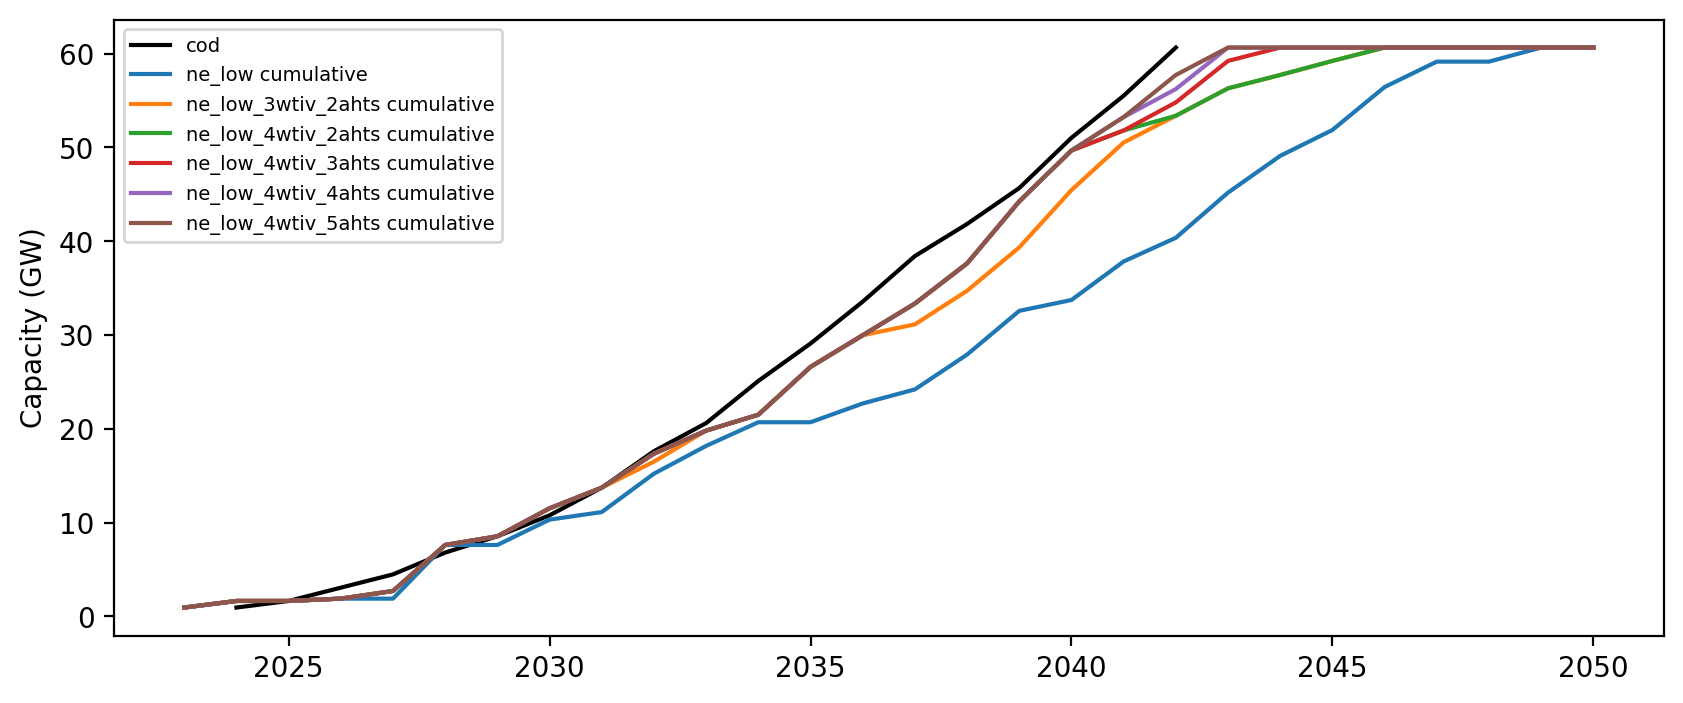 cod
ne_low cumulative
ne_low_3wtiv_2ahts cumulative
ne_low_4wtiv_2ahts cumulative
ne_low_4wtiv_3ahts cumulative
ne_low_4wtiv_4ahts cumulative
ne_low_4wtiv_5ahts cumulative
Capacity (GW)
60
50
40
30
20
10
0
2025 2030 2035 2040 2045 2050